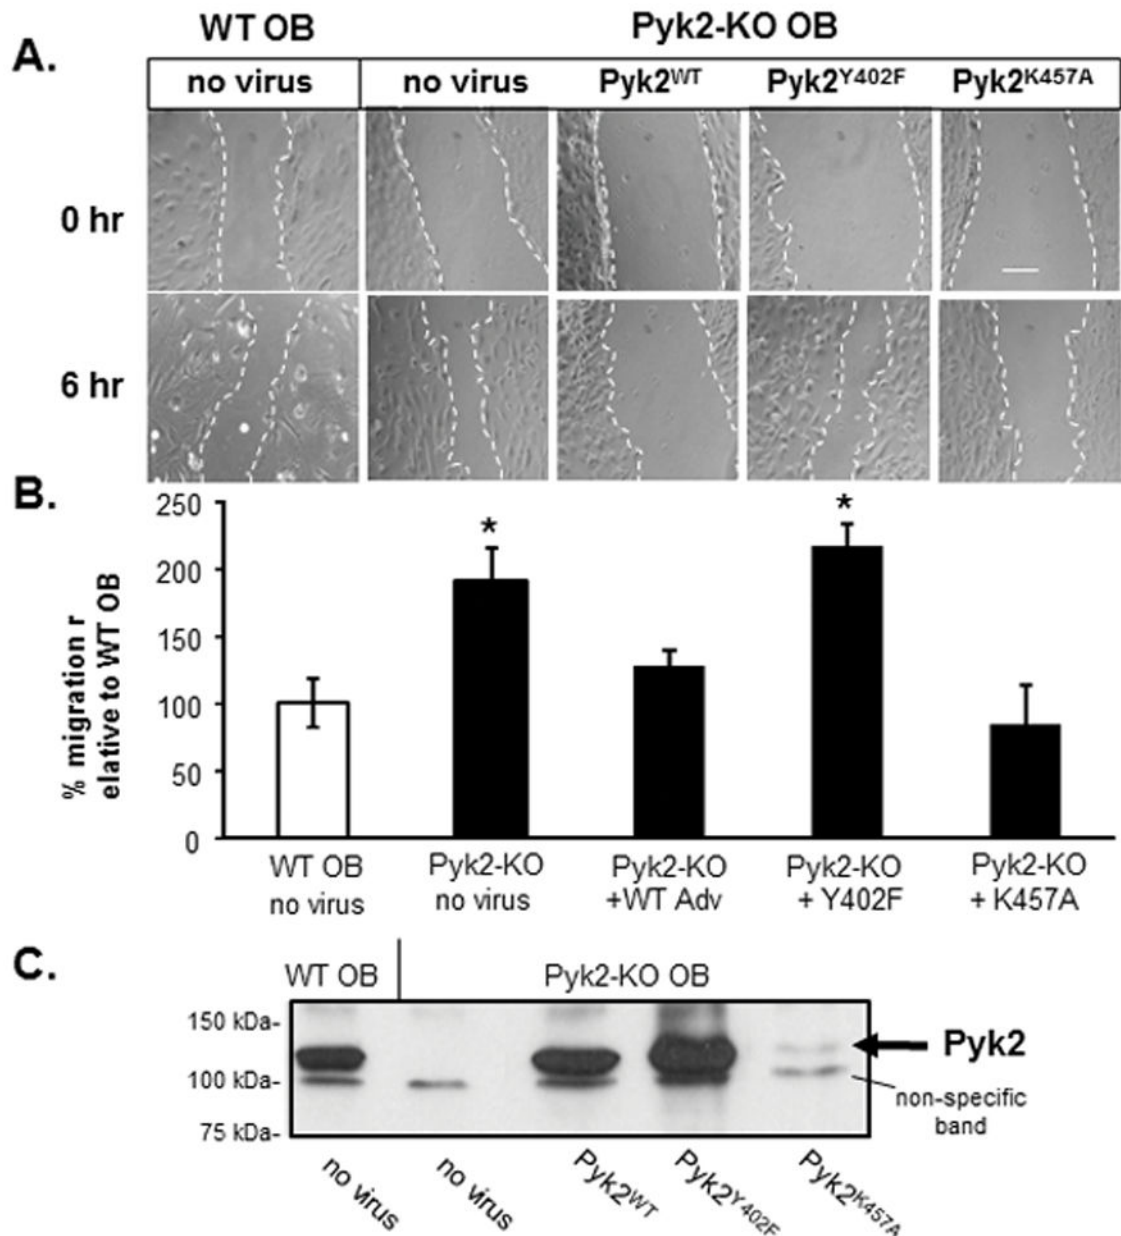 A.
WT OB
Pyk2-KO OB
no virus
no virus
Pyk2WT
Pyk2Y402F
Pyk2K457A
0 hr
6 hr
B.
% migration r
elative to WT OB
250
200
150
100
50
0
*
*
WT OB
no virus
Pyk2-KO
no virus
Pyk2-KO
+WT Adv
Pyk2-KO
+ Y402F
Pyk2-KO
+ K457A
C.
WT OB
Pyk2-KO OB
150 kDa-
100 kDa-
75 kDa-
Pyk2
non-specific
band
no virus
no virus
Pyk2WT
Pyk2Y402F
Pyk2K457A